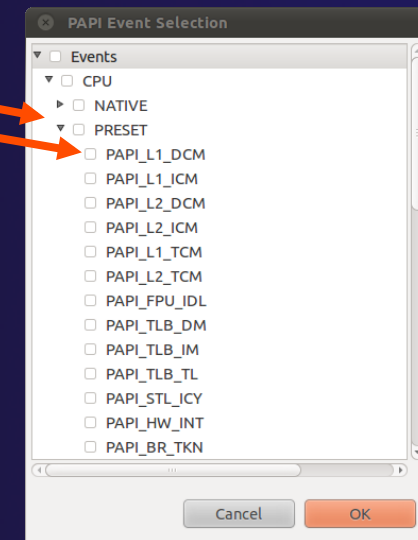 PAPI Event Selection
Events
CPU
NATIVE
PRESET
PAPI_L1_DCM
PAPI_L1_ICM
PAPI_L2_DCM
PAPI_L2_ICM
PAPI_L1_TCM
PAPI_L2_TCM
PAPI_FPU_IDL
PAPI_TLB_DM
PAPI_TLB_IM
PAPI_TLB_TL
PAPI_STL_ICY
PAPI_HW_INT
PAPI_BR_TKN
Cancel OK